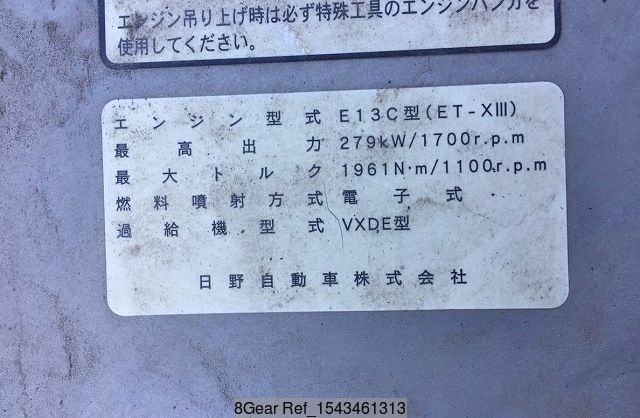 エンジン吊り上げ時は必ず特殊工具のエンジンハンガを
使用してください。
エンジン型式 E13C型(ET-XIII)
最高出力 279kW/1700r.p.m
最大トルク 1961N·m/1100r.p.m
燃料噴射方式 電子式
過給機型式 VXDE型
日野自動車株式会社
8Gear Ref_1543461313